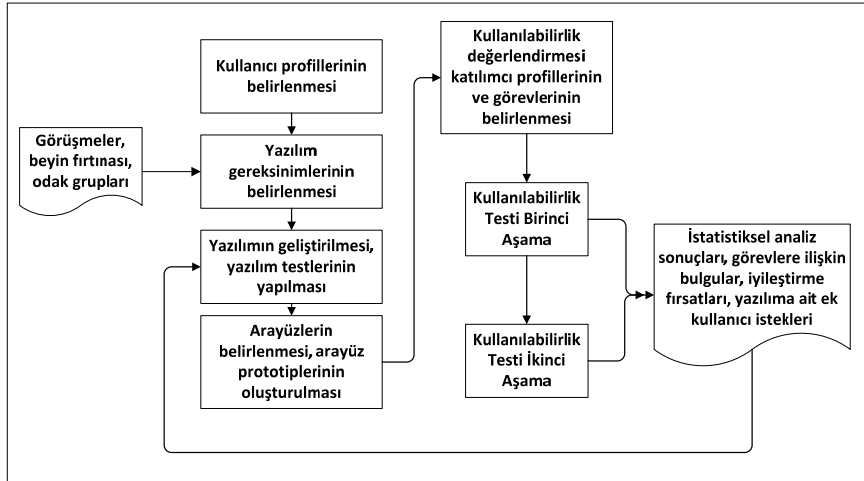 Kullanıcı profillerinin
belirlenmesi
Görüşmeler,
beyin fırtınası,
odak grupları
Yazılım
gereksinimlerinin
belirlenmesi
Yazılımın geliştirilmesi,
yazılım testlerinin
yapılması
Arayüzlerin
belirlenmesi, arayüz
prototiplerinin
oluşturulması
Kullanılabilirlik
değerlendirmesi
katılımcı profillerinin
ve görevlerinin
belirlenmesi
Kullanılabilirlik
Testi Birinci
Aşama
Kullanılabilirlik
Testi İkinci
Aşama
İstatistiksel analiz
sonuçları, görevlere ilişkin
bulgular, iyileştirme
fırsatları, yazılıma ait ek
kullanıcı istekleri